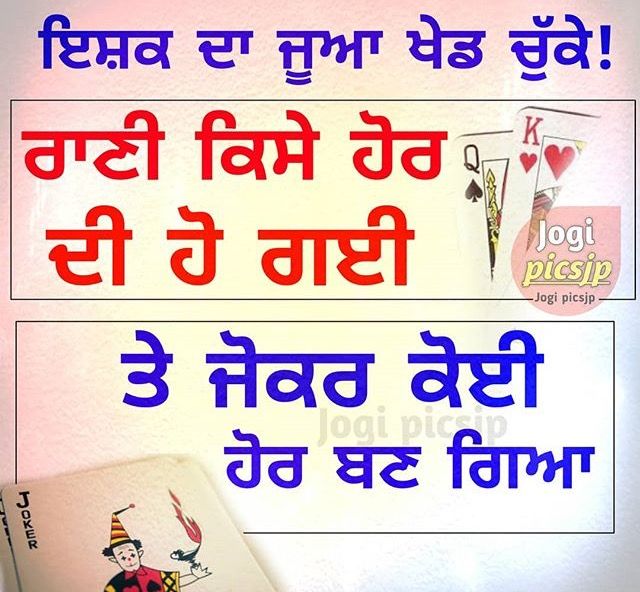 ਇਸ਼ਕ ਦਾ ਜੂਆ ਖੇਡ ਚੁੱਕੇ!
ਰਾਣੀ ਕਿਸੇ ਹੋਰ
ਦੀ ਹੋ ਗਈ
Q
K
Jogi
picsjp
Jogi picsjp
ਤੇ ਜੋਕਰ ਕੋਈ
Jogi picsjp
ਹੋਰ ਬਣ ਗਿਆ
JOKER